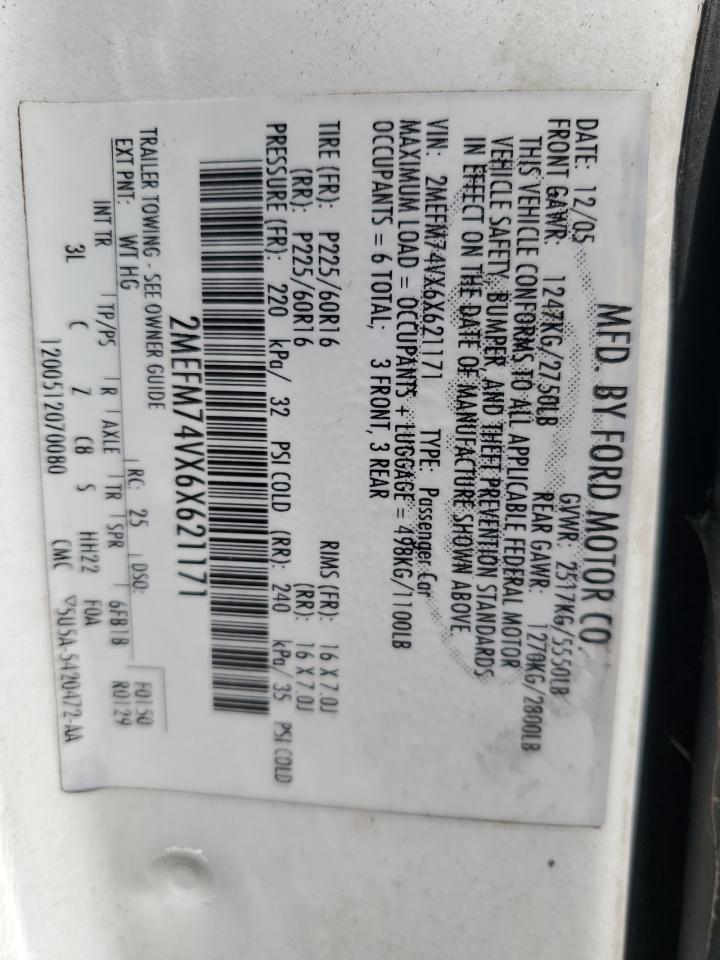 MFD. BY FORD MOTOR CO.
DATE: 12/05 GVWR: 2517KG/5550LB
FRONT GAWR: 1247KG/2750LB REAR GAWR: 1270KG/2800LB
THIS VEHICLE CONFORMS TO ALL APPLICABLE FEDERAL MOTOR
VEHICLE SAFETY, BUMPER, AND THEFT PREVENTION STANDARDS
IN EFFECT ON THE DATE OF MANUFACTURE SHOWN ABOVE.
VIN: 2MEFM74VX6X621171 TYPE: Passenger Car
MAXIMUM LOAD = OCCUPANTS + LUGGAGE = 498KG/1100LB
OCCUPANTS = 6 TOTAL; 3 FRONT, 3 REAR
TIRE (FR): P225/60R16 RIMS (FR): 16 X 7.0J
(RR): P225/60R16 (RR): 16 X 7.0J
PRESSURE (FR): 220 kPa/ 32 PSI COLD (RR): 240 kPa/ 35 PSI COLD
2MEFM74VX6X621171
TRAILER TOWING - SEE OWNER GUIDE
EXT PNT: WT HG RC: 25 DSO: F0150
R0129
INT TR TP/PS R AXLE TR SPR 6FB1B
3L C Z C8 S HH22 F0A
1200512070080 CMC ▽5U5A-5420472-AA